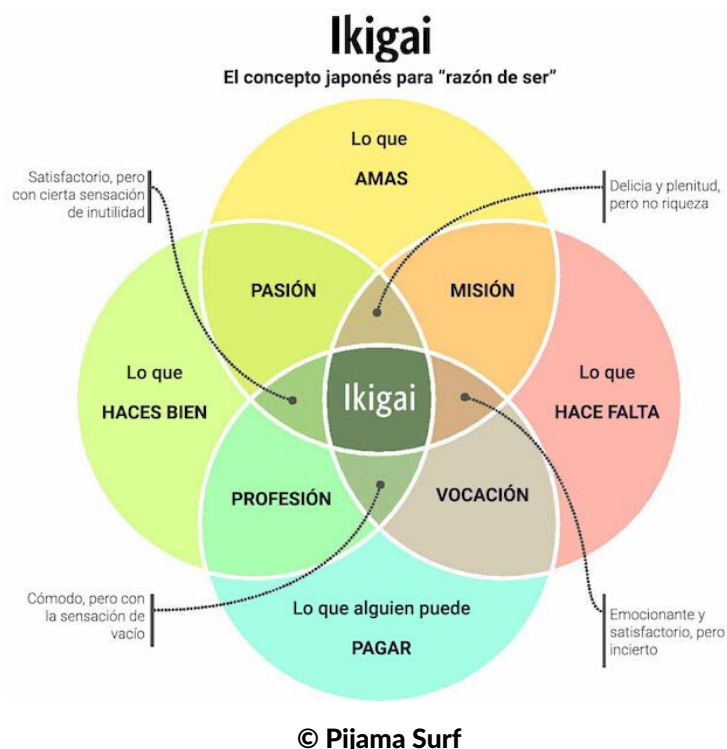 Ikigai
El concepto japonés para “razón de ser”
Lo que
AMAS
Satisfactorio, pero
con cierta sensación
de inutilidad
Delicia y plenitud,
pero no riqueza
PASIÓN
MISIÓN
Lo que
HACES BIEN
Ikigai
Lo que
HACE FALTA
PROFESIÓN
VOCACIÓN
Cómodo, pero con
la sensación de
vacío
Lo que alguien puede
PAGAR
Emocionante y
satisfactorio, pero
incierto
© Pijama Surf